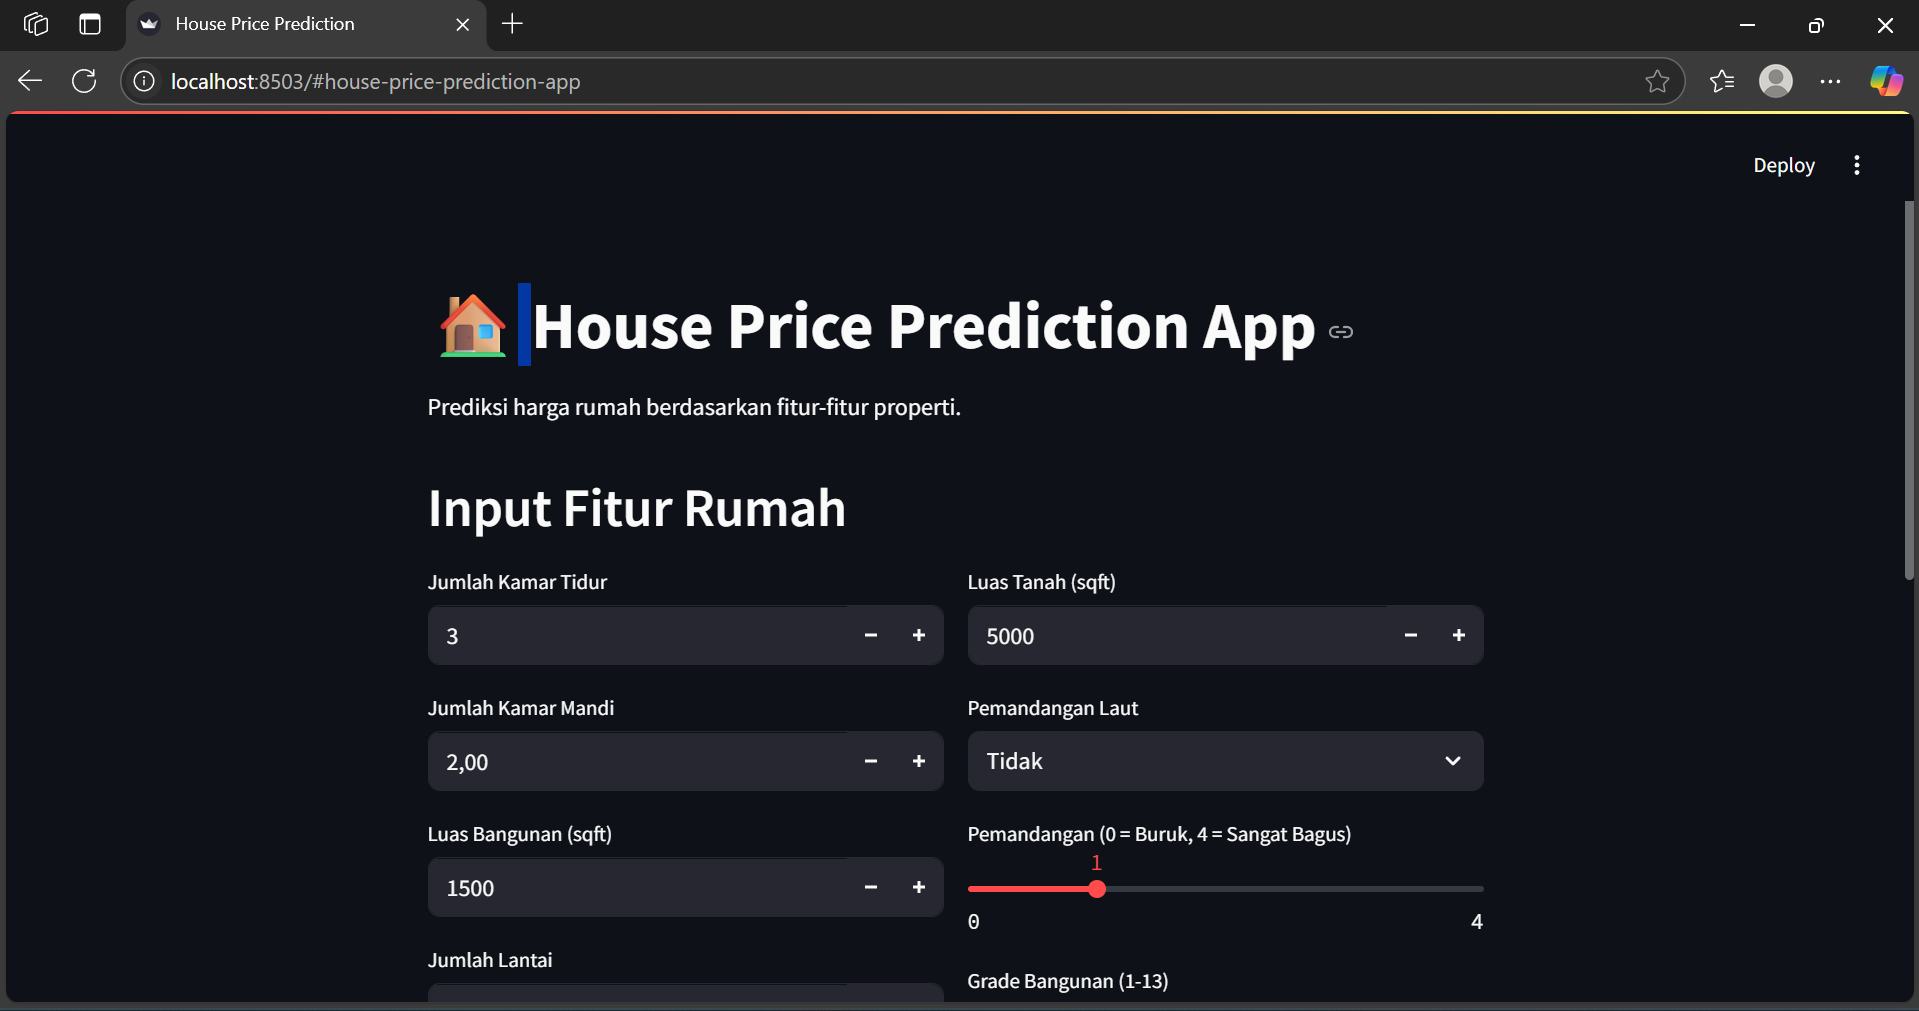 House Price Prediction
localhost:8503/#house-price-prediction-app
Deploy
House Price Prediction App
Prediksi harga rumah berdasarkan fitur-fitur properti.
Input Fitur Rumah
Jumlah Kamar Tidur
3
Jumlah Kamar Mandi
2,00
Luas Bangunan (sqft)
1500
Jumlah Lantai
Luas Tanah (sqft)
5000
Pemandangan Laut
Tidak
Pemandangan (0 = Buruk, 4 = Sangat Bagus)
1
0 4
Grade Bangunan (1-13)